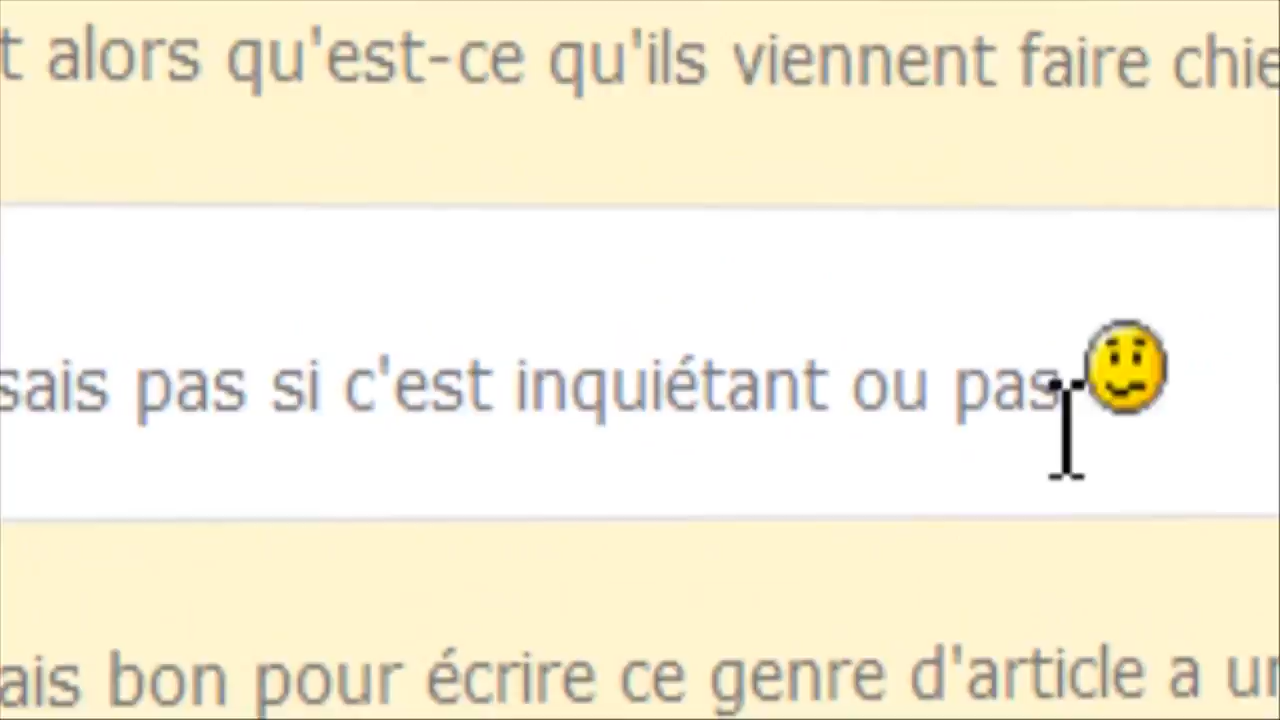 t alors qu'est-ce qu'ils viennent faire chie
sais pas si c'est inquiétant ou pas
ais bon pour écrire ce genre d'article a un